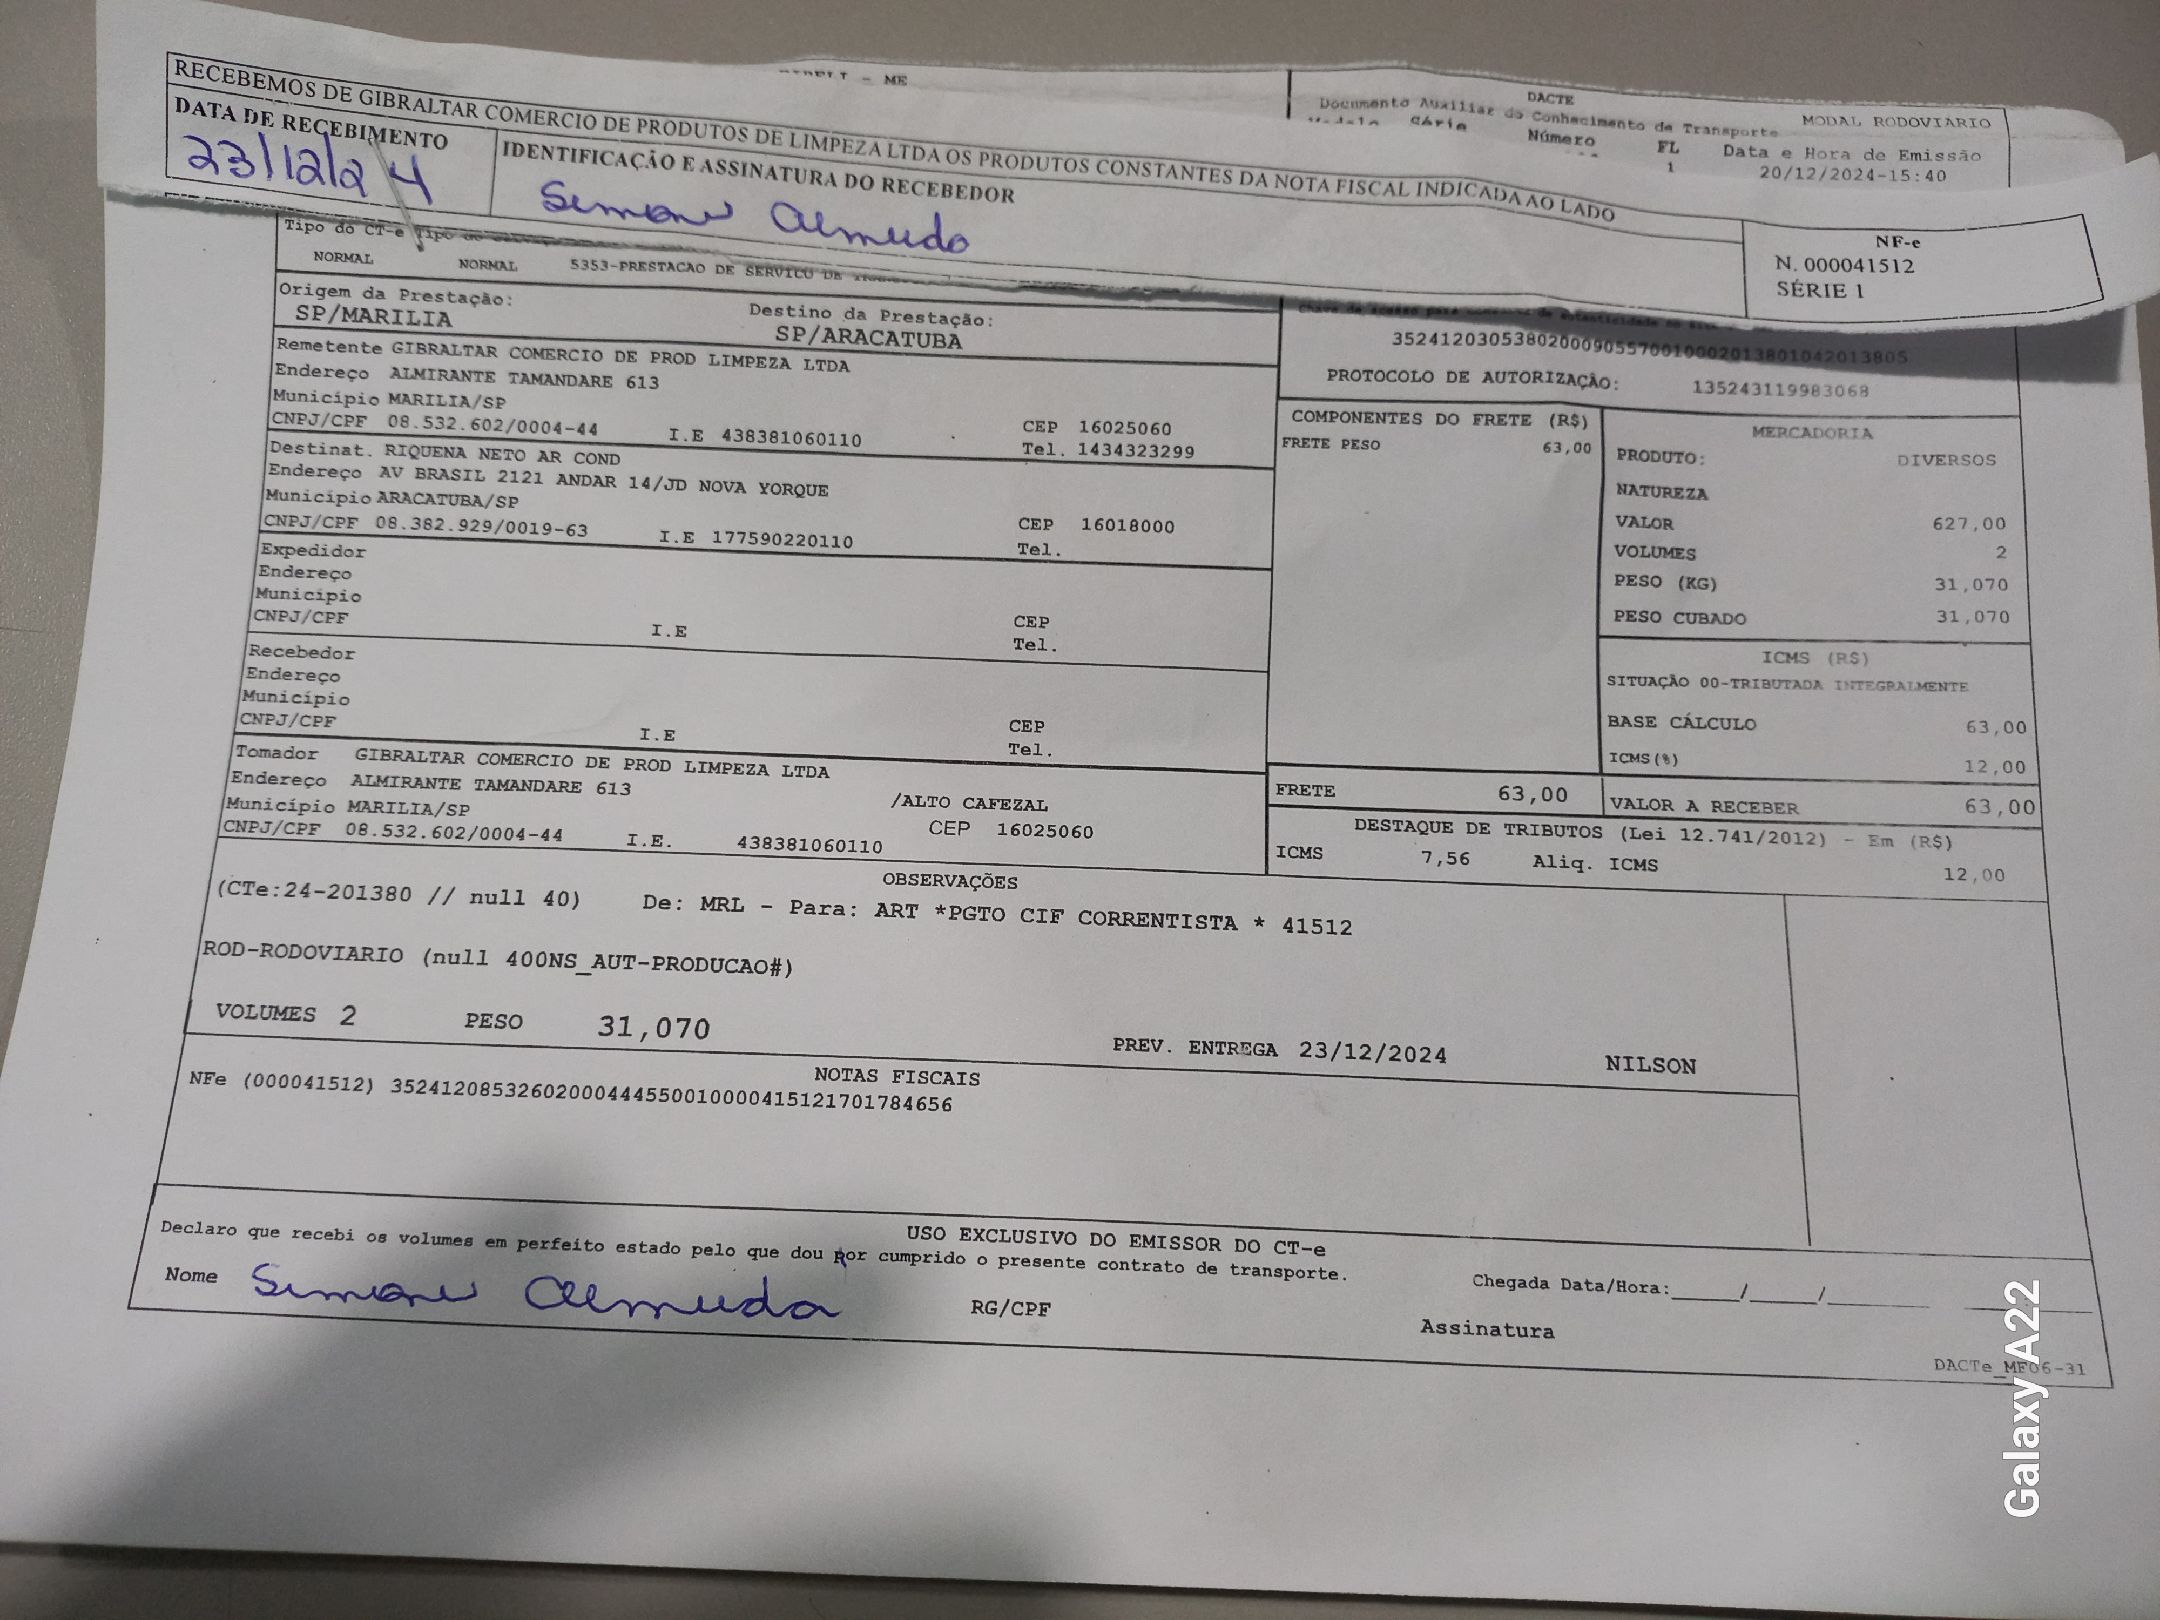 RECEBEMOS DE GIBRALTAR COMERCIO DE PRODUTOS DE LIMPEZA LTDA OS PRODUTOS CONSTANTES DA NOTA FISCAL INDICADA AO LADO
DATA DE RECEBIMENTO
23/12/24
IDENTIFICAÇÃO E ASSINATURA DO RECEBEDOR
Simone Almeida
NF-e
N. 000041512
SÉRIE 1
- ME
DACTE
Documento Auxiliar do Conhecimento de Transporte
MODAL RODOVIARIO
Série Número FL Data e Hora de Emissão
1 20/12/2024-15:40
Tipo do CT-e Tipo do
NORMAL NORMAL 5353-PRESTACAO DE SERVICO DE
Origem da Prestação: Destino da Prestação:
SP/MARILIA SP/ARACATUBA
Chave de acesso para
35241203053802000905570010002013801042013805
PROTOCOLO DE AUTORIZAÇÃO: 135243119983068
Remetente GIBRALTAR COMERCIO DE PROD LIMPEZA LTDA
Endereço ALMIRANTE TAMANDARE 613
Município MARILIA/SP CEP 16025060
CNPJ/CPF 08.532.602/0004-44 I.E 438381060110 Tel. 1434323299
Destinat. RIQUENA NETO AR COND
Endereço AV BRASIL 2121 ANDAR 14/JD NOVA YORQUE
Município ARACATUBA/SP CEP 16018000
CNPJ/CPF 08.382.929/0019-63 I.E 177590220110 Tel.
Expedidor
Endereço
Município CEP
CNPJ/CPF I.E Tel.
Recebedor
Endereço
Município CEP
CNPJ/CPF I.E Tel.
Tomador GIBRALTAR COMERCIO DE PROD LIMPEZA LTDA
Endereço ALMIRANTE TAMANDARE 613 /ALTO CAFEZAL
Município MARILIA/SP CEP 16025060
CNPJ/CPF 08.532.602/0004-44 I.E. 438381060110
COMPONENTES DO FRETE (R$)
FRETE PESO 63,00
MERCADORIA
PRODUTO: DIVERSOS
NATUREZA
VALOR 627,00
VOLUMES 2
PESO (KG) 31,070
PESO CUBADO 31,070
ICMS (R$)
SITUAÇÃO 00-TRIBUTADA INTEGRALMENTE
BASE CÁLCULO 63,00
ICMS(%) 12,00
FRETE 63,00 VALOR A RECEBER 63,00
DESTAQUE DE TRIBUTOS (Lei 12.741/2012) - Em (R$)
ICMS 7,56 Aliq. ICMS 12,00
OBSERVAÇÕES
(CTe:24-201380 // null 40) De: MRL - Para: ART *PGTO CIF CORRENTISTA * 41512
ROD-RODOVIARIO (null 400NS_AUT-PRODUCAO#)
VOLUMES 2 PESO 31,070 PREV. ENTREGA 23/12/2024 NILSON
NOTAS FISCAIS
NFe (000041512) 35241208532602000444550010000415121701784656
USO EXCLUSIVO DO EMISSOR DO CT-e
Declaro que recebi os volumes em perfeito estado pelo que dou por cumprido o presente contrato de transporte.
Nome Simone Almeida RG/CPF
Chegada Data/Hora:_____/_____/_____
Assinatura
DACTe_MF06-31
Galaxy A22